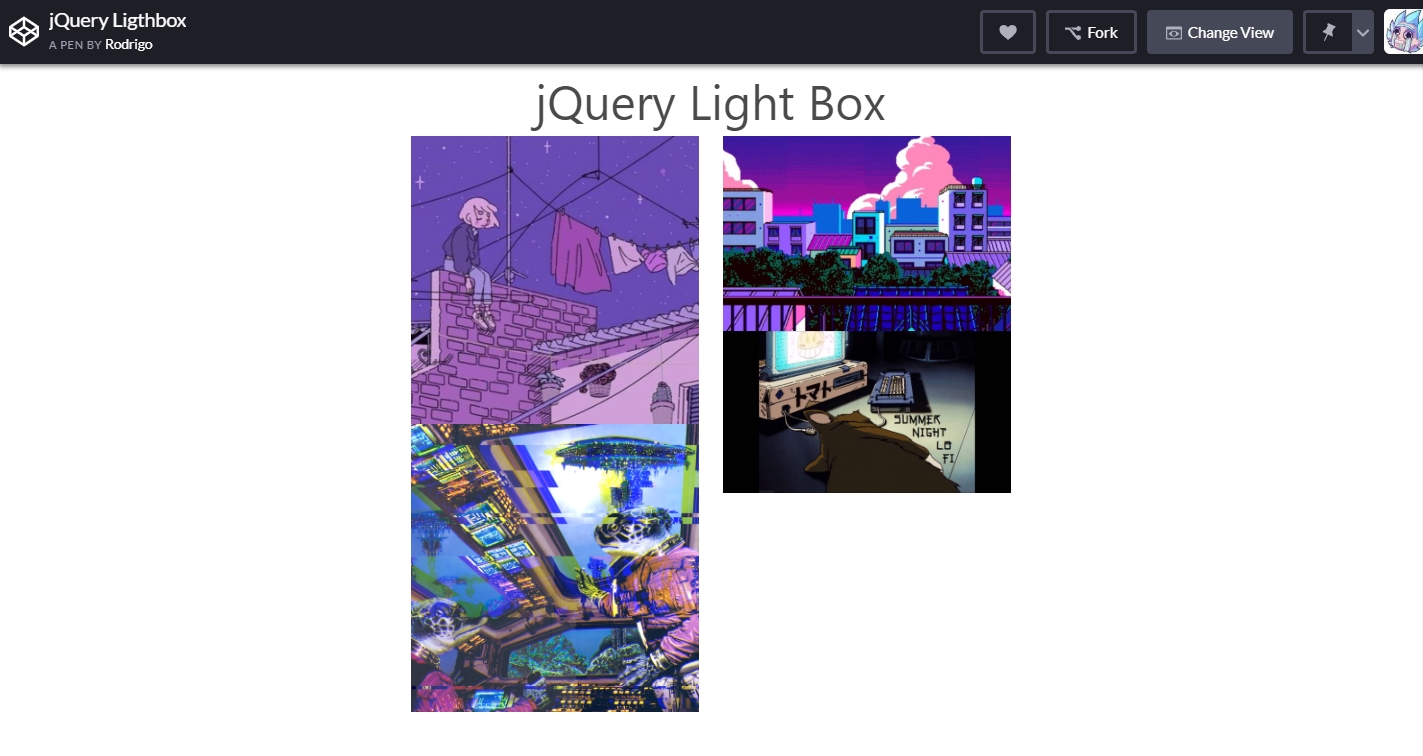 jQuery Ligthbox
A PEN BY Rodrigo
Fork
Change View
jQuery Light Box
トマト
SUMMER
NIGHT
LO
FI